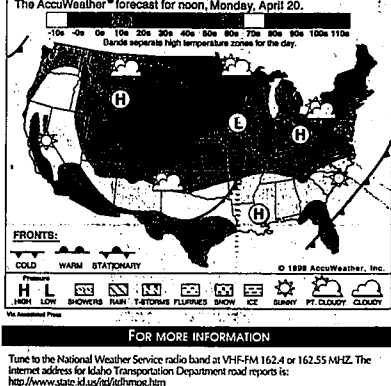 The AccuWeather® forecast for noon, Monday, April 20.
-10s -0s 0s 10s 20s 30s 40s 50s 60s 70s 80s 90s 100s 110s
Bands separate high temperature zones for the day.
H
L
H
H
FRONTS:
COLD WARM STATIONARY
© 1998 AccuWeather, Inc.
Pressure
H L
HIGH LOW SHOWERS RAIN T-STORMS FLURRIES SNOW ICE SUNNY PT. CLOUDY CLOUDY
Via Associated Press
FOR MORE INFORMATION
Tune to the National Weather Service radio band at VHF-FM 162.4 or 162.55 MHZ. The
Internet address for Idaho Transportation Department road reports is:
http://www.state.id.us/itd/itdhmpg.htm